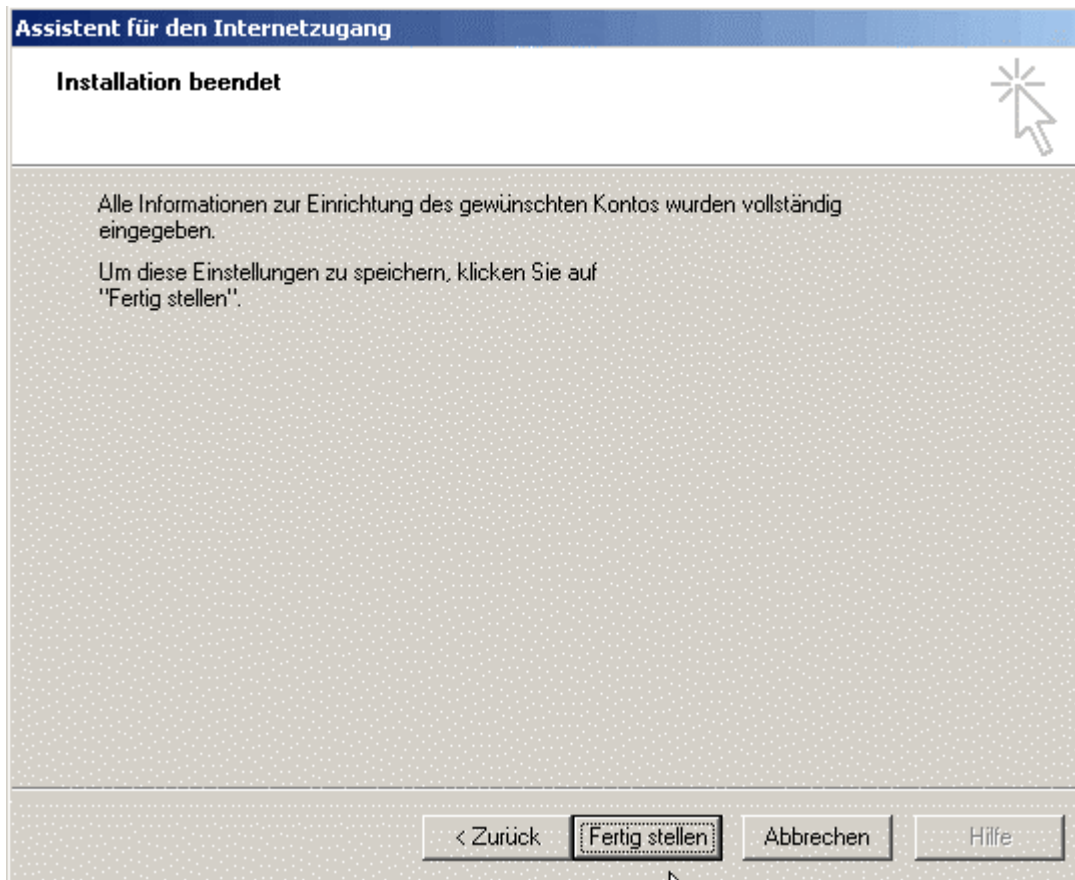 Assistent für den Internetzugang
Installation beendet
Alle Informationen zur Einrichtung des gewünschten Kontos wurden vollständig
eingegeben.
Um diese Einstellungen zu speichern, klicken Sie auf
"Fertig stellen".
< Zurück Fertig stellen Abbrechen Hilfe